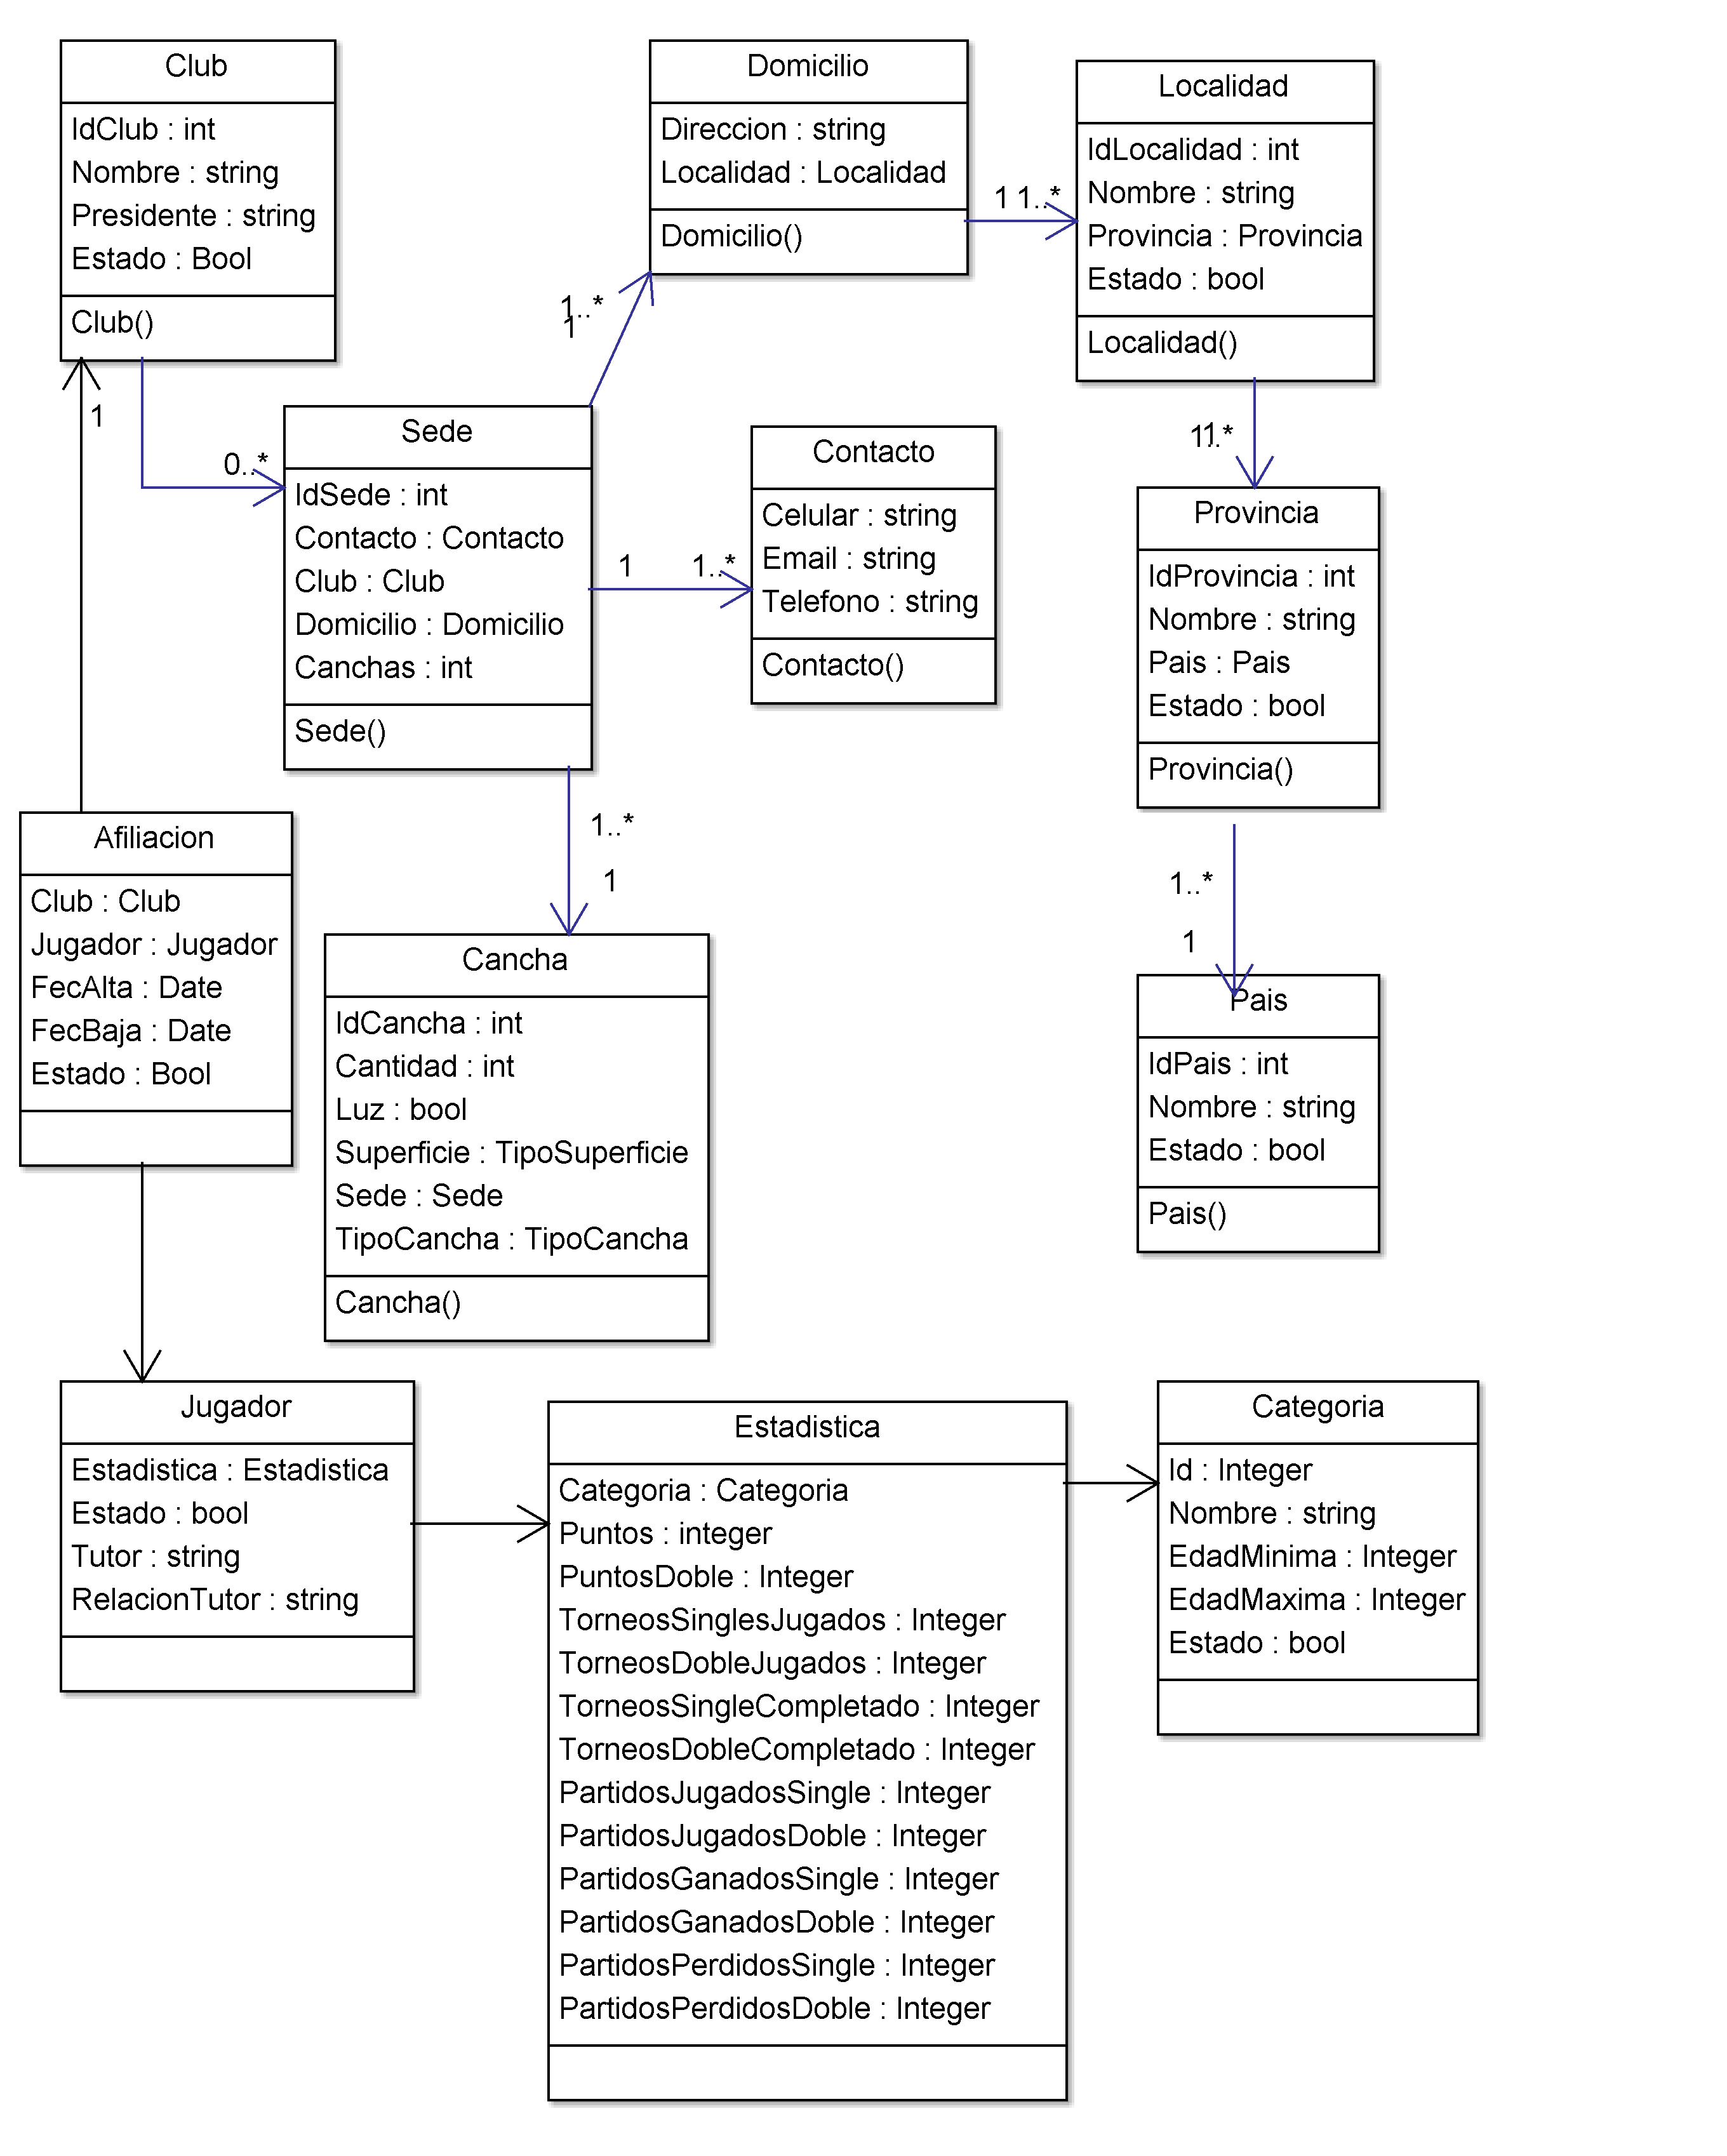 Club
IdClub : int
Nombre : string
Presidente : string
Estado : Bool
Club()
Domicilio
Direccion : string
Localidad : Localidad
Domicilio()
1 1..*
Localidad
IdLocalidad : int
Nombre : string
Provincia : Provincia
Estado : bool
Localidad()
1..*
1
1
0..*
Sede
IdSede : int
Contacto : Contacto
Club : Club
Domicilio : Domicilio
Canchas : int
Sede()
1
1..*
Contacto
Celular : string
Email : string
Telefono : string
Contacto()
1
1..*
Provincia
IdProvincia : int
Nombre : string
Pais : Pais
Estado : bool
Provincia()
1..*
1
1..*
1
Afiliacion
Club : Club
Jugador : Jugador
FecAlta : Date
FecBaja : Date
Estado : Bool
Cancha
IdCancha : int
Cantidad : int
Luz : bool
Superficie : TipoSuperficie
Sede : Sede
TipoCancha : TipoCancha
Cancha()
Pais
IdPais : int
Nombre : string
Estado : bool
Pais()
Jugador
Estadistica : Estadistica
Estado : bool
Tutor : string
RelacionTutor : string
Estadistica
Categoria : Categoria
Puntos : integer
PuntosDoble : Integer
TorneosSinglesJugados : Integer
TorneosDobleJugados : Integer
TorneosSingleCompletado : Integer
TorneosDobleCompletado : Integer
PartidosJugadosSingle : Integer
PartidosJugadosDoble : Integer
PartidosGanadosSingle : Integer
PartidosGanadosDoble : Integer
PartidosPerdidosSingle : Integer
PartidosPerdidosDoble : Integer
Categoria
Id : Integer
Nombre : string
EdadMinima : Integer
EdadMaxima : Integer
Estado : bool